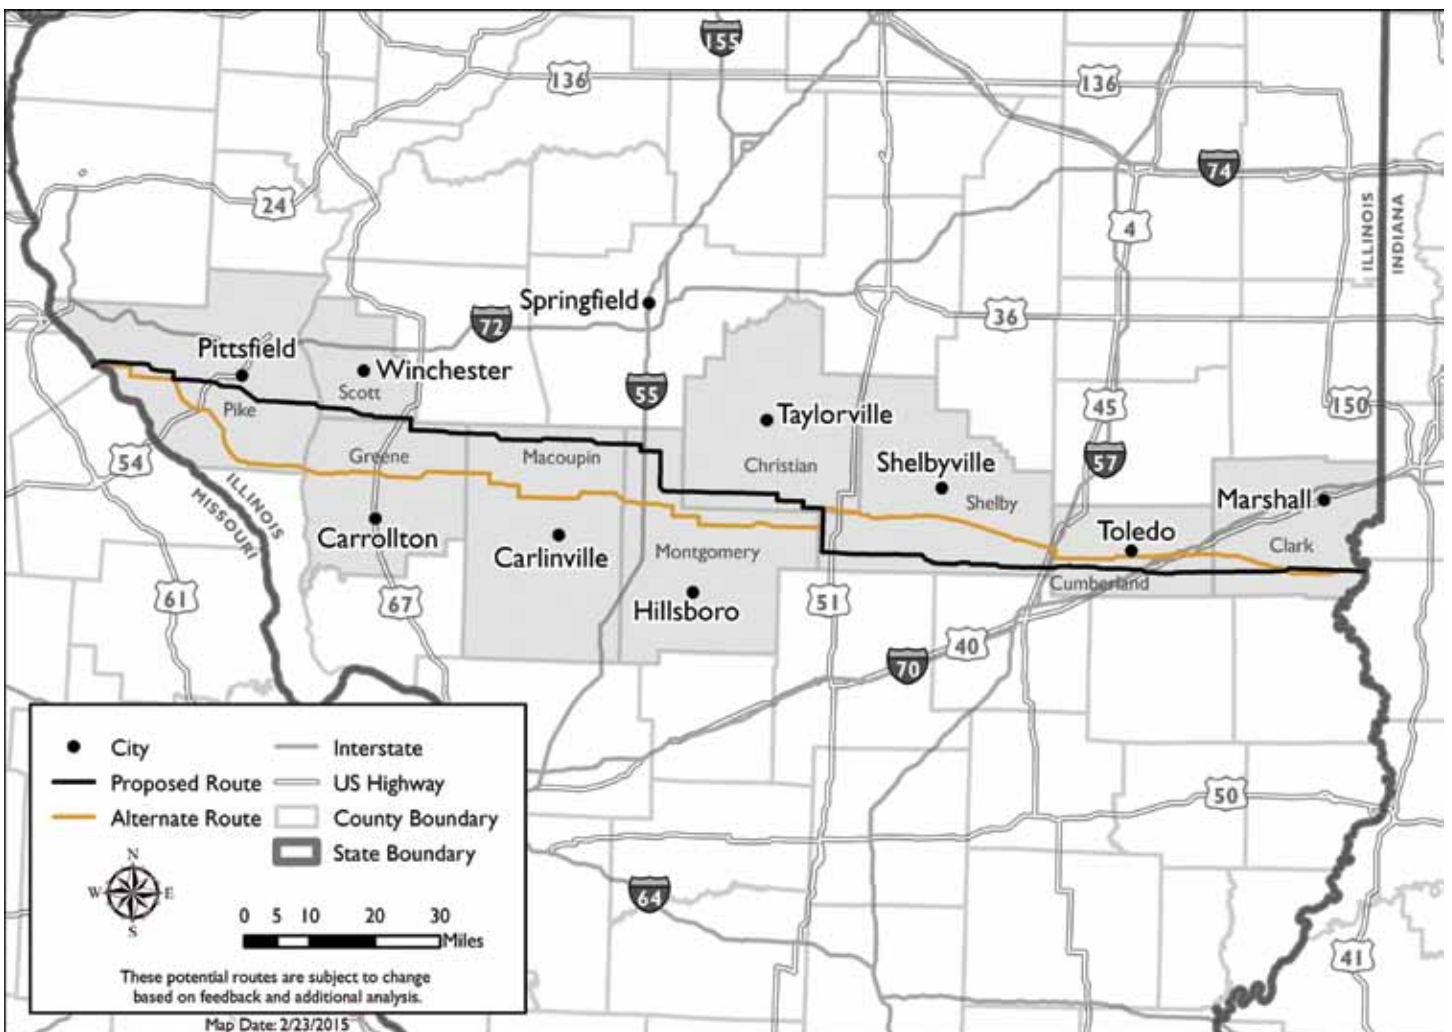 155
136
136
74
24
4
ILLINOIS
INDIANA
Springfield
72
36
Pittsfield
Winchester
Scott
55
45
150
Pike
Taylorville
54
Greene
Macoupin
Christian
Shelbyville
57
Shelby
Marshall
ILLINOIS
MISSOURI
Carrollton
Carlinville
Montgomery
Toledo
Clark
Cumberland
61
67
Hillsboro
51
40
70
City
Interstate
Proposed Route
US Highway
Alternate Route
County Boundary
State Boundary
50
N
W E
S
64
0 5 10 20 30
Miles
41
These potential routes are subject to change
based on feedback and additional analysis.
Map Date: 2/23/2015